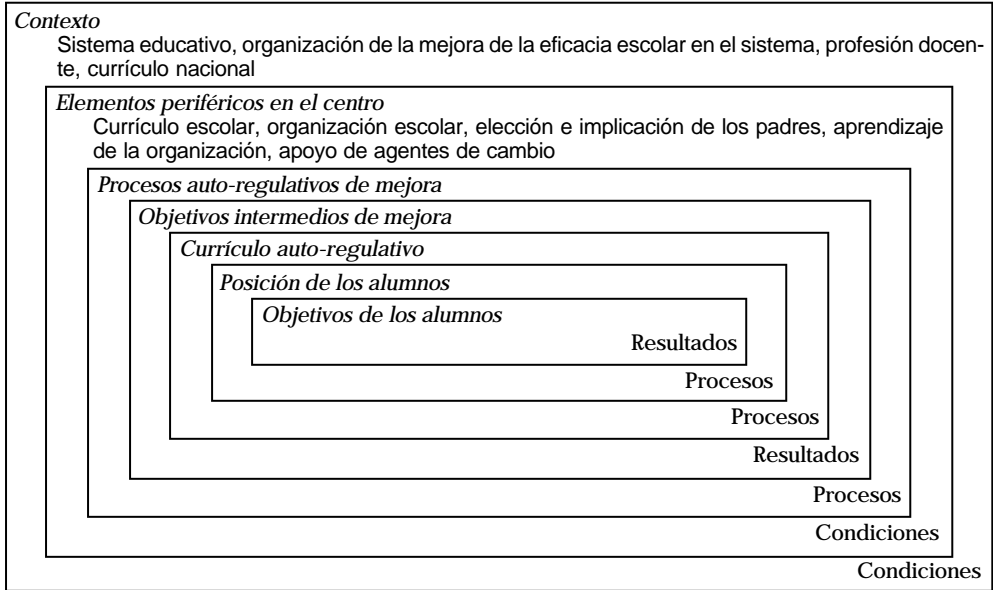 Contexto
Sistema educativo, organización de la mejora de la eficacia escolar en el sistema, profesión docen-
te, currículo nacional
Elementos periféricos en el centro
Currículo escolar, organización escolar, elección e implicación de los padres, aprendizaje
de la organización, apoyo de agentes de cambio
Procesos auto-regulativos de mejora
Objetivos intermedios de mejora
Currículo auto-regulativo
Posición de los alumnos
Objetivos de los alumnos
Resultados
Procesos
Procesos
Resultados
Procesos
Condiciones
Condiciones